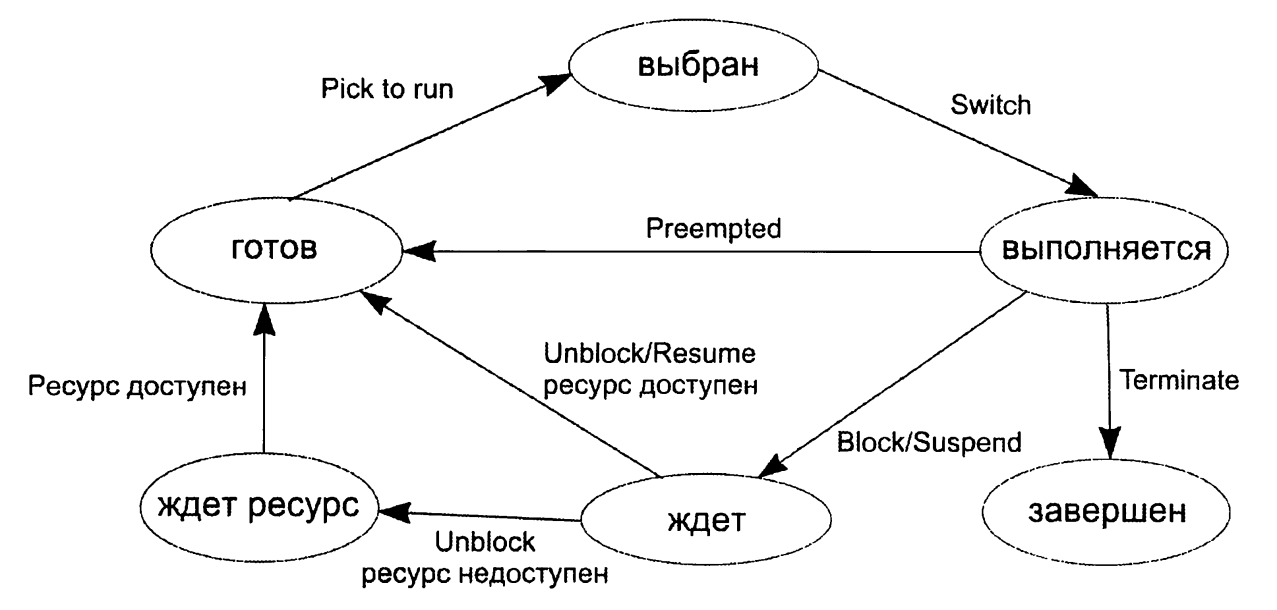 выбран
Pick to run
Switch
готов
Preempted
выполняется
Unblock/Resume
ресурс доступен
Ресурс доступен
Terminate
Block/Suspend
ждет ресурс
ждет
завершен
Unblock
ресурс недоступен